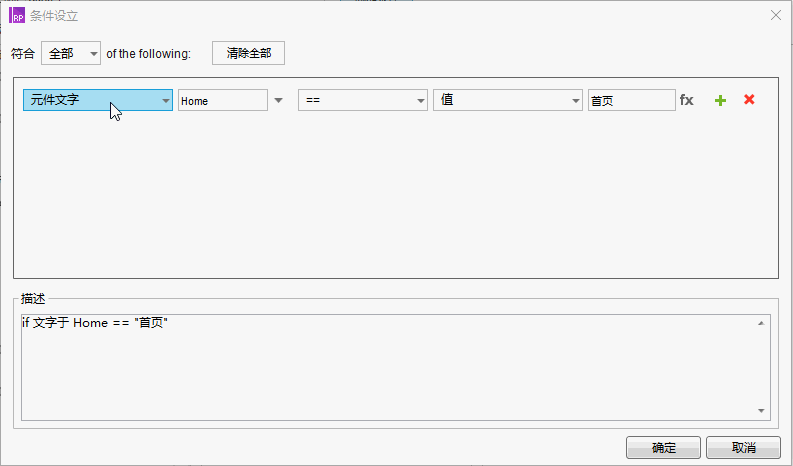 RP 条件设立
符合 全部 of the following: 清除全部
元件文字 Home == 值 首页 fx
描述
if 文字于 Home == "首页"
确定 取消